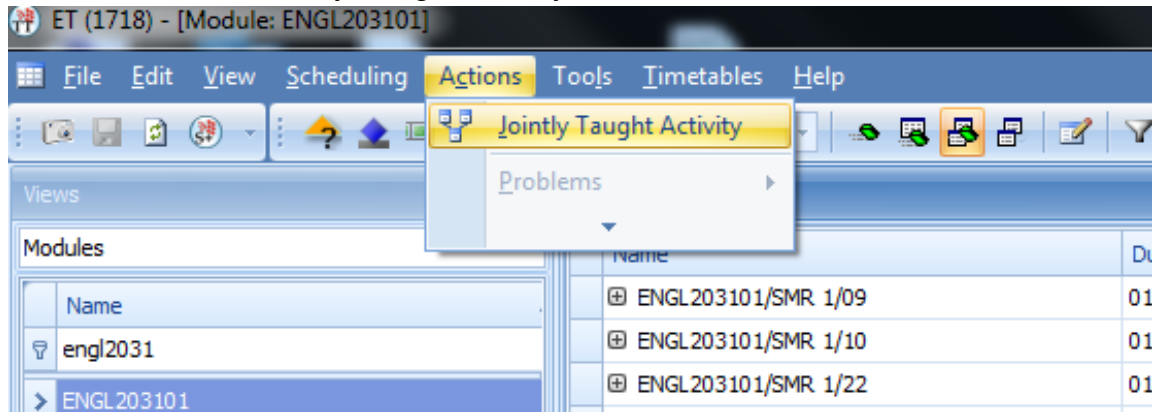 ET (1718) - [Module: ENGL203101]
File Edit View Scheduling Actions Tools Timetables Help
Jointly Taught Activity
Problems
Views
Modules
Name
engl2031
ENGL203101
Name Du
ENGL203101/SMR 1/09 01
ENGL203101/SMR 1/10 01
ENGL203101/SMR 1/22 01